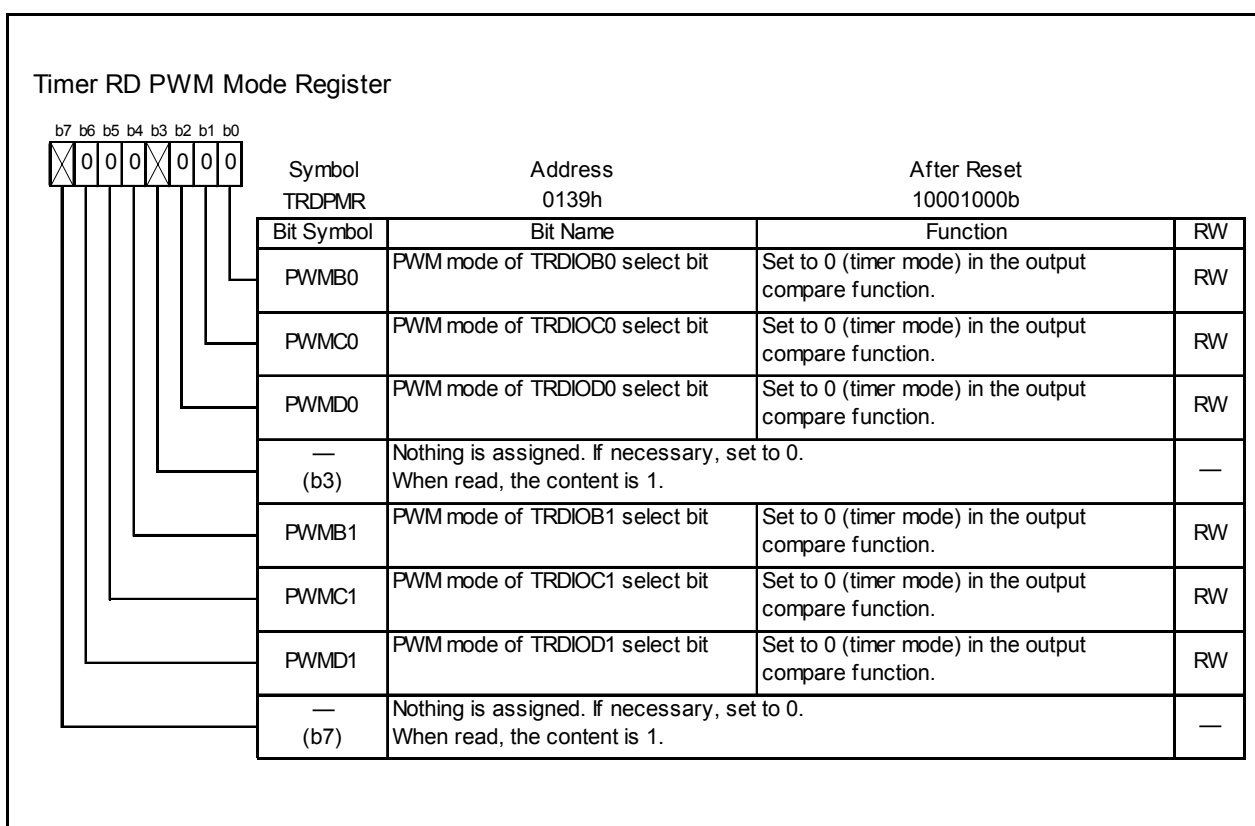 Timer RD PWM Mode Register
b7 b6 b5 b4 b3 b2 b1 b0
0 0 0 0 0 0
Symbol Address After Reset
TRDPMR 0139h 10001000b
Bit Symbol Bit Name Function RW
PWMB0 PWM mode of TRDIOB0 select bit Set to 0 (timer mode) in the output
compare function. RW
PWMC0 PWM mode of TRDIOC0 select bit Set to 0 (timer mode) in the output
compare function. RW
PWMD0 PWM mode of TRDIOD0 select bit Set to 0 (timer mode) in the output
compare function. RW
— Nothing is assigned. If necessary, set to 0.
(b3) When read, the content is 1. —
PWMB1 PWM mode of TRDIOB1 select bit Set to 0 (timer mode) in the output
compare function. RW
PWMC1 PWM mode of TRDIOC1 select bit Set to 0 (timer mode) in the output
compare function. RW
PWMD1 PWM mode of TRDIOD1 select bit Set to 0 (timer mode) in the output
compare function. RW
— Nothing is assigned. If necessary, set to 0.
(b7) When read, the content is 1. —